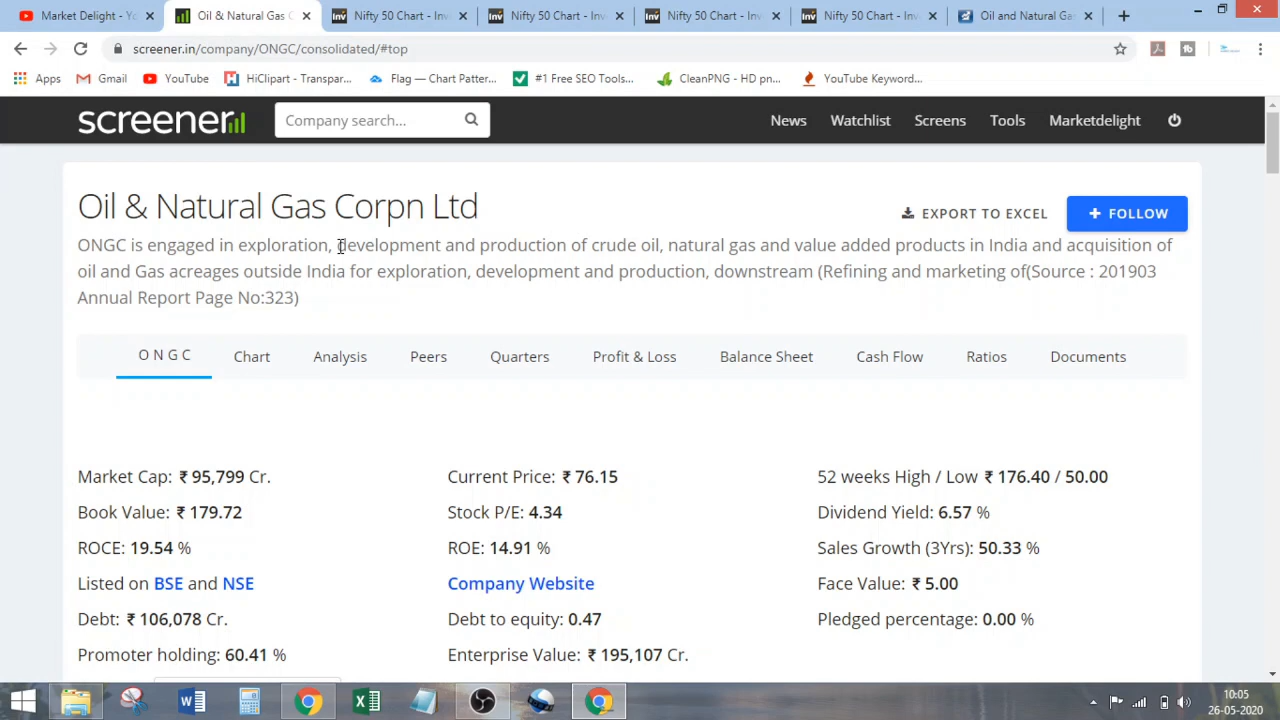 Market Delight - Yo
Oil & Natural Gas C
Nifty 50 Chart - Inve
Nifty 50 Chart - Inve
Nifty 50 Chart - Inve
Nifty 50 Chart - Inve
Oil and Natural Gas
screener.in/company/ONGC/consolidated/#top
Apps
Gmail
YouTube
HiClipart - Transpar...
Flag — Chart Patter...
#1 Free SEO Tools...
CleanPNG - HD pn...
YouTube Keyword...
screener
Company search...
News
Watchlist
Screens
Tools
Marketdelight
Oil & Natural Gas Corpn Ltd
EXPORT TO EXCEL
+ FOLLOW
ONGC is engaged in exploration, development and production of crude oil, natural gas and value added products in India and acquisition of
oil and Gas acreages outside India for exploration, development and production, downstream (Refining and marketing of(Source : 201903
Annual Report Page No:323)
O N G C
Chart
Analysis
Peers
Quarters
Profit & Loss
Balance Sheet
Cash Flow
Ratios
Documents
Market Cap: ₹ 95,799 Cr.
Current Price: ₹ 76.15
52 weeks High / Low ₹ 176.40 / 50.00
Book Value: ₹ 179.72
Stock P/E: 4.34
Dividend Yield: 6.57 %
ROCE: 19.54 %
ROE: 14.91 %
Sales Growth (3Yrs): 50.33 %
Listed on BSE and NSE
Company Website
Face Value: ₹ 5.00
Debt: ₹ 106,078 Cr.
Debt to equity: 0.47
Pledged percentage: 0.00 %
Promoter holding: 60.41 %
Enterprise Value: ₹ 195,107 Cr.
10:05
26-05-2020